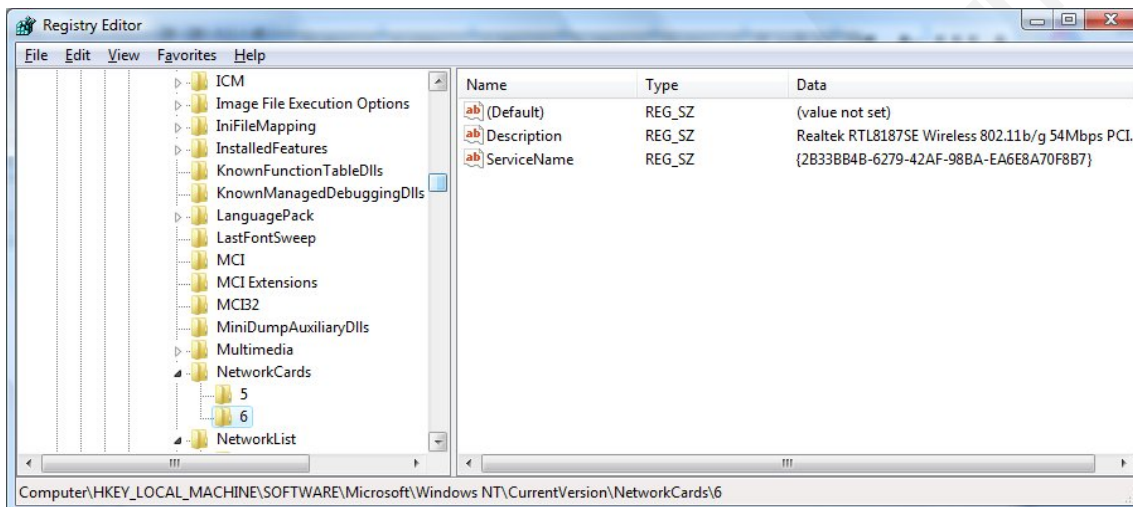 Registry Editor
File Edit View Favorites Help
ICM
Image File Execution Options
IniFileMapping
InstalledFeatures
KnownFunctionTableDlls
KnownManagedDebuggingDlls
LanguagePack
LastFontSweep
MCI
MCI Extensions
MCI32
MiniDumpAuxiliaryDlls
Multimedia
NetworkCards
5
6
NetworkList
Name Type Data
(Default) REG_SZ (value not set)
Description REG_SZ Realtek RTL8187SE Wireless 802.11b/g 54Mbps PCI.
ServiceName REG_SZ {2B33BB4B-6279-42AF-98BA-EA6E8A70F8B7}
Computer\HKEY_LOCAL_MACHINE\SOFTWARE\Microsoft\Windows NT\CurrentVersion\NetworkCards\6